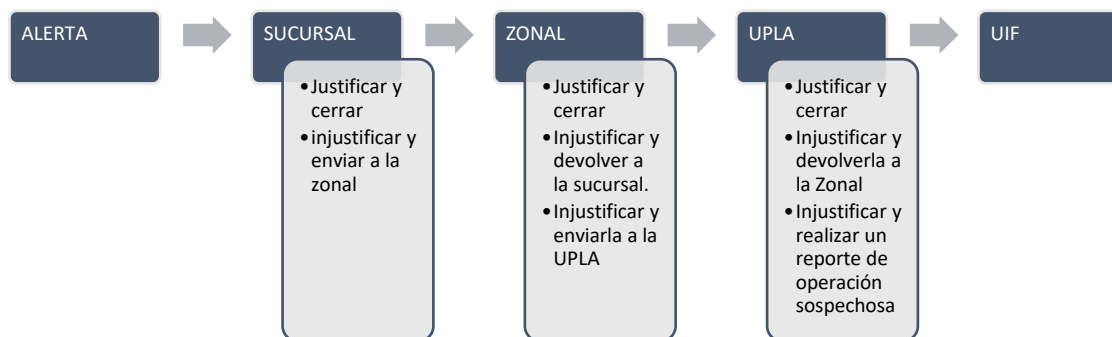 ALERTA
SUCURSAL
•Justificar y
cerrar
•injustificar y
enviar a la
zonal
ZONAL
•Justificar y
cerrar
•Injustificar y
devolver a
la sucursal.
•Injustificar y
enviarla a la
UPLA
UPLA
•Justificar y
cerrar
•Injustificar y
devolverla a
la Zonal
•Injustificar y
realizar un
reporte de
operación
sospechosa
UIF